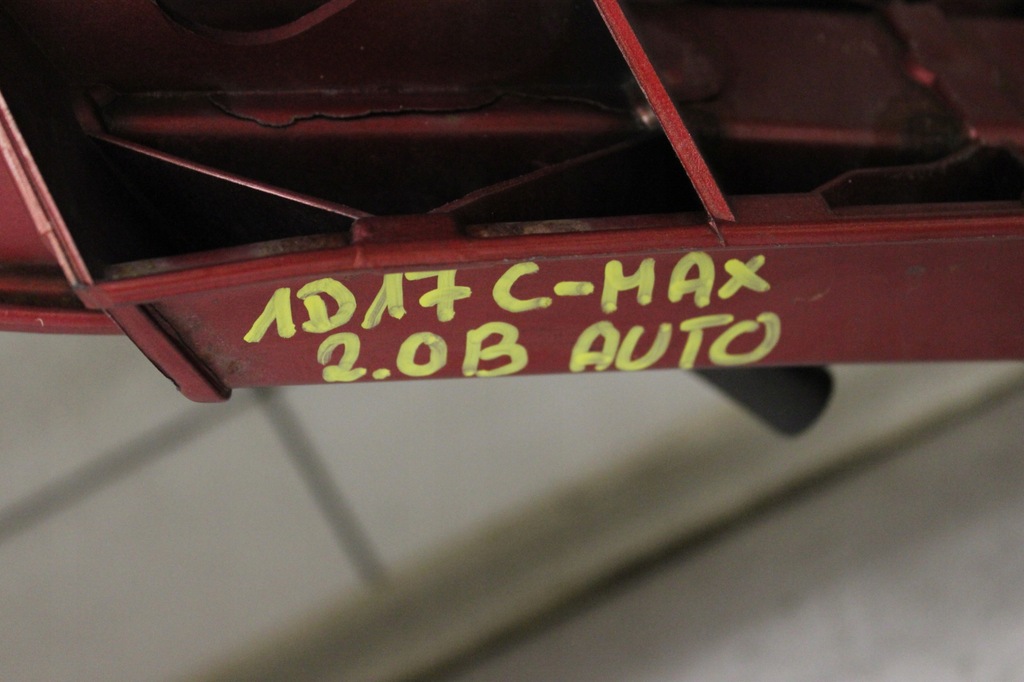 1D17 C-MAX
2.0B AUTO